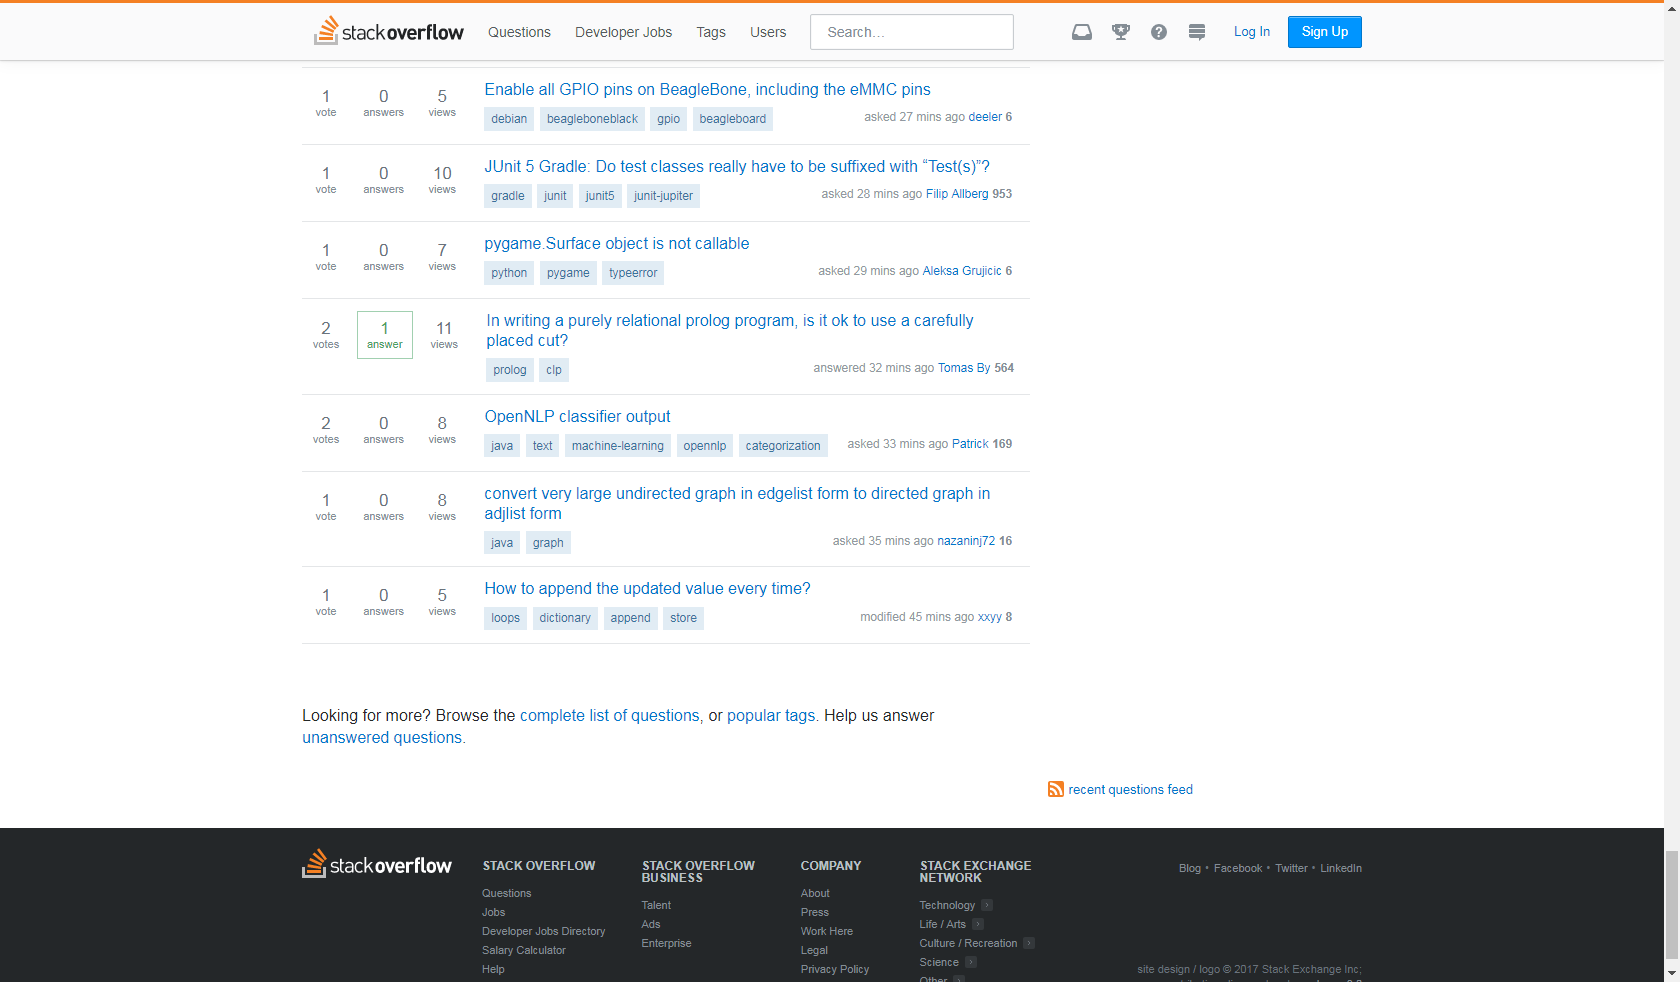 stackoverflow Questions Developer Jobs Tags Users Search... Log In Sign Up
1 0 5 Enable all GPIO pins on BeagleBone, including the eMMC pins
vote answers views debian beagleboneblack gpio beagleboard asked 27 mins ago deeler 6
1 0 10 JUnit 5 Gradle: Do test classes really have to be suffixed with “Test(s)”?
vote answers views gradle junit junit5 junit-jupiter asked 28 mins ago Filip Allberg 953
1 0 7 pygame.Surface object is not callable
vote answers views python pygame typeerror asked 29 mins ago Aleksa Grujicic 6
2 1 11 In writing a purely relational prolog program, is it ok to use a carefully
votes answer views placed cut?
prolog clp answered 32 mins ago Tomas By 564
2 0 8 OpenNLP classifier output
votes answers views java text machine-learning opennlp categorization asked 33 mins ago Patrick 169
1 0 8 convert very large undirected graph in edgelist form to directed graph in
vote answers views adjlist form
java graph asked 35 mins ago nazaninj72 16
1 0 5 How to append the updated value every time?
vote answers views loops dictionary append store modified 45 mins ago xxyy 8
Looking for more? Browse the complete list of questions, or popular tags. Help us answer
unanswered questions.
recent questions feed
stackoverflow
STACK OVERFLOW
Questions
Jobs
Developer Jobs Directory
Salary Calculator
Help
STACK OVERFLOW
BUSINESS
Talent
Ads
Enterprise
COMPANY
About
Press
Work Here
Legal
Privacy Policy
STACK EXCHANGE
NETWORK
Technology
Life / Arts
Culture / Recreation
Science
Other
Blog • Facebook • Twitter • LinkedIn
site design / logo © 2017 Stack Exchange Inc;